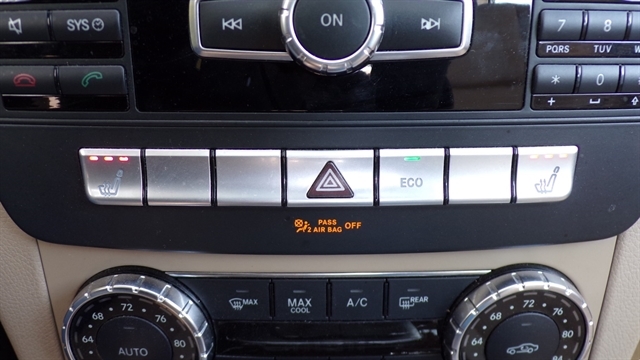 SYS
ON
7 8
PQRS TUV
* 0
+
ECO
PASS
2 AIR BAG OFF
MAX
MAX
COOL
A/C
REAR
68 72 76 80
64
AUTO
68 72 76 80
64